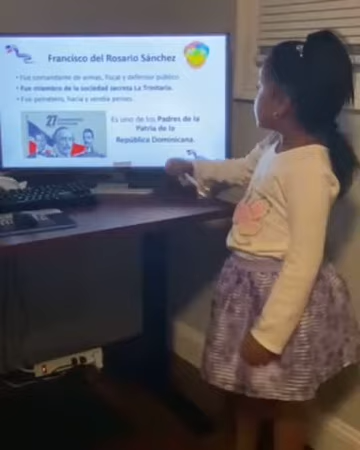 Francisco del Rosario Sánchez
• Fue comandante de armas, fiscal y defensor público.
• Fue miembro de la sociedad secreta La Trinitaria.
• Fue peinetero, hacía y vendía peines.
27
Es uno de los Padres de la
Patria de la
República Dominicana.